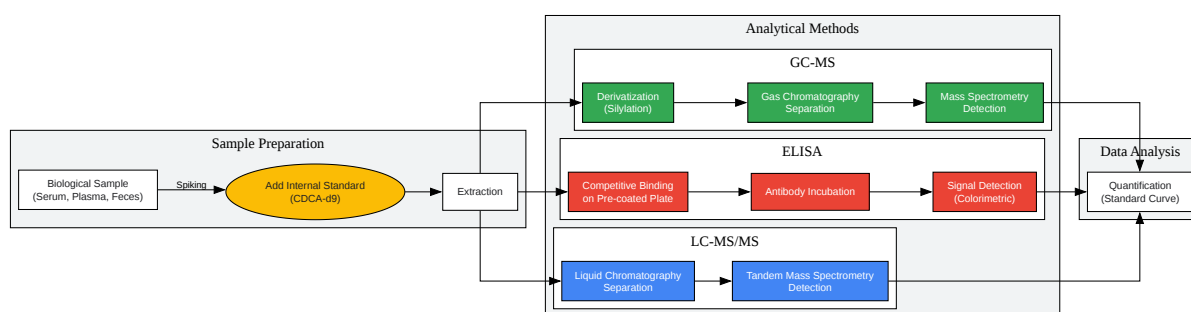 Analytical Methods
GC-MS
Derivatization
(Silylation)
Gas Chromatography
Separation
Mass Spectrometry
Detection
Sample Preparation
Biological Sample
(Serum, Plasma, Feces)
Spiking
Add Internal Standard
(CDCA-d9)
Extraction
ELISA
Competitive Binding
on Pre-coated Plate
Antibody Incubation
Signal Detection
(Colorimetric)
Data Analysis
Quantification
(Standard Curve)
LC-MS/MS
Liquid Chromatography
Separation
Tandem Mass Spectrometry
Detection